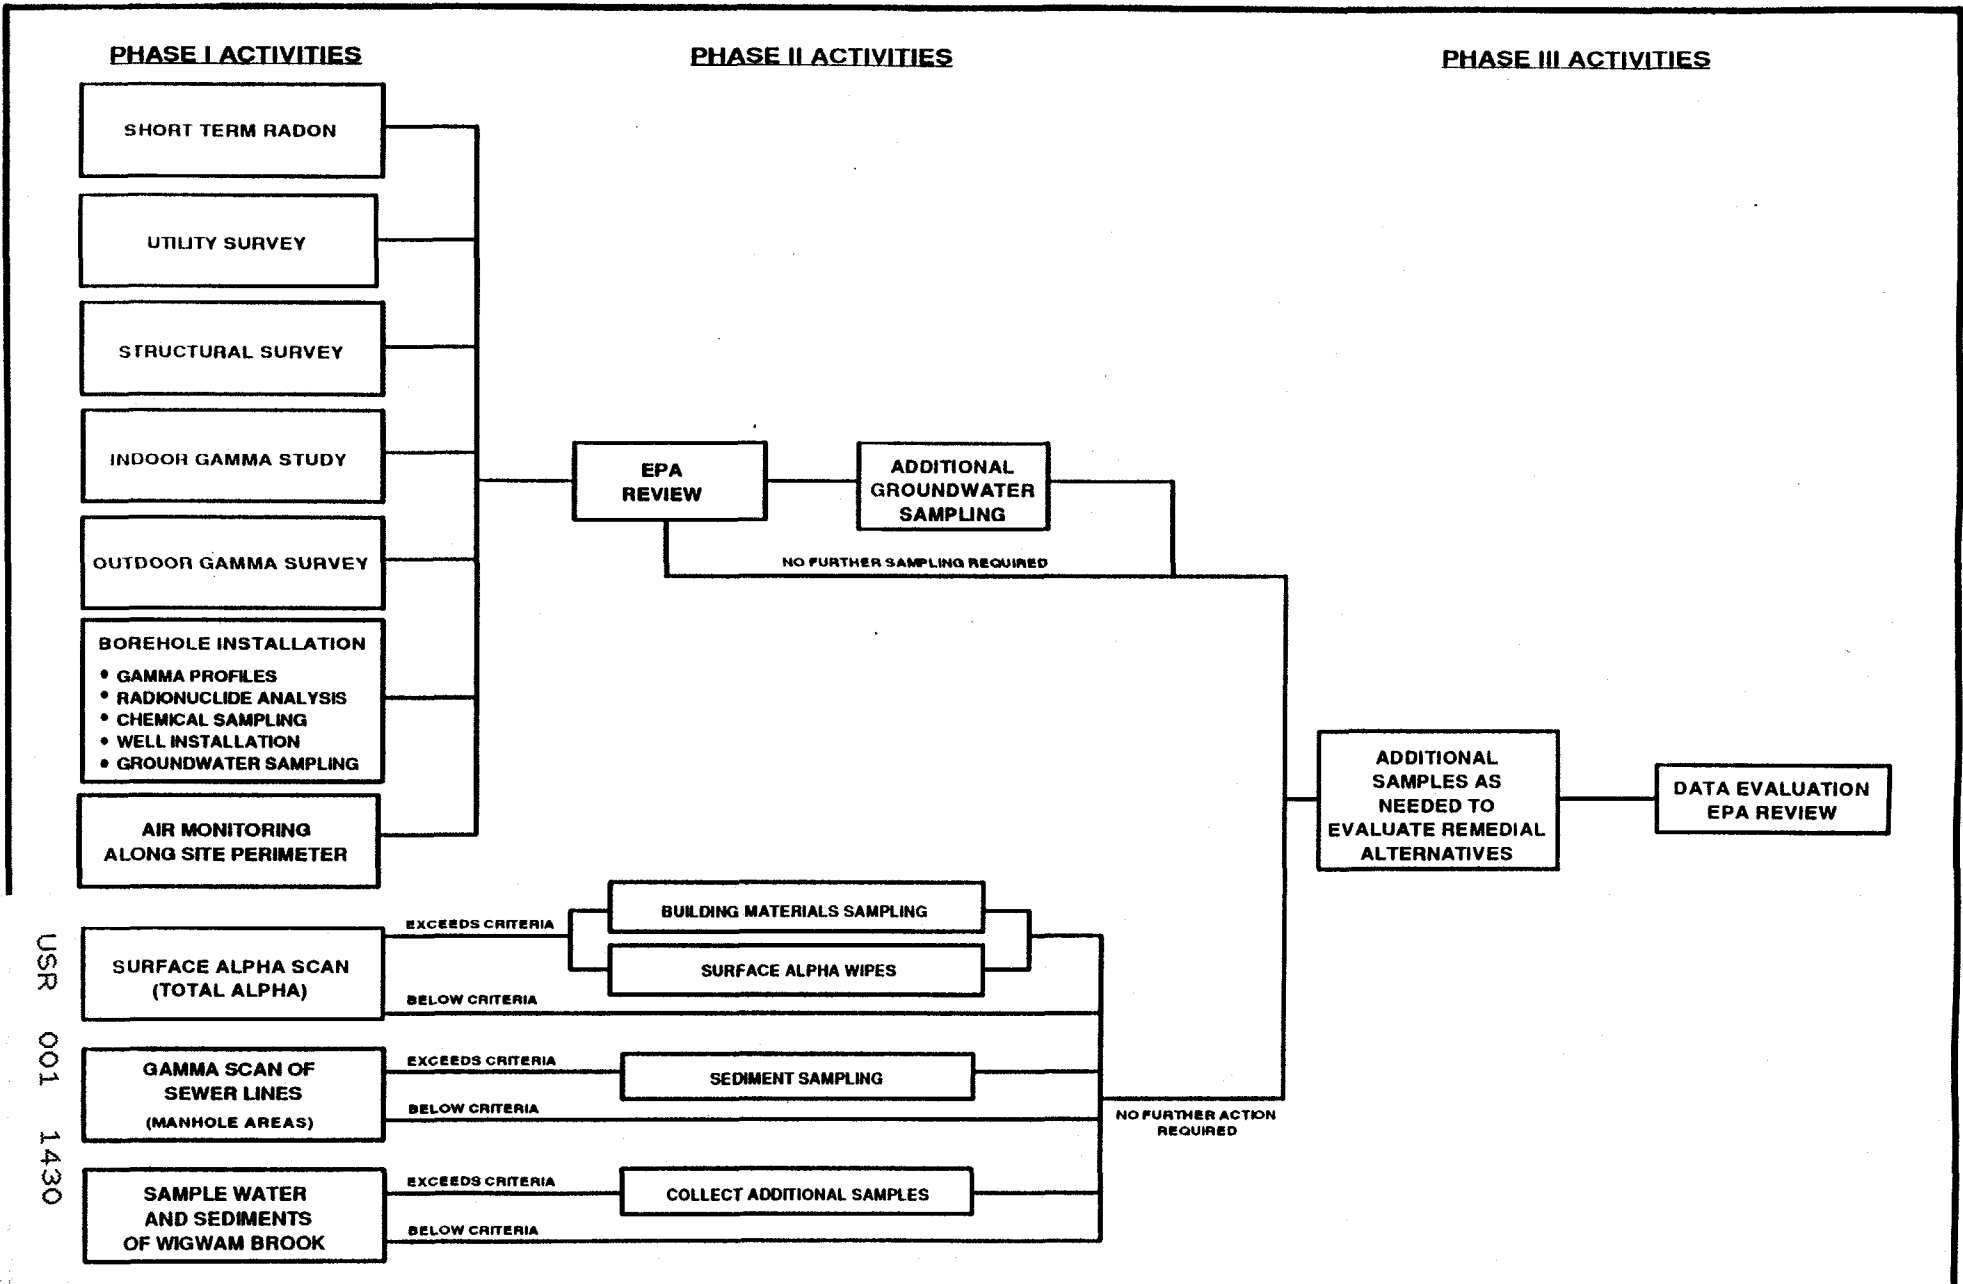 PHASE I ACTIVITIES
PHASE II ACTIVITIES
PHASE III ACTIVITIES
SHORT TERM RADON
UTILITY SURVEY
STRUCTURAL SURVEY
INDOOR GAMMA STUDY
OUTDOOR GAMMA SURVEY
BOREHOLE INSTALLATION
• GAMMA PROFILES
• RADIONUCLIDE ANALYSIS
• CHEMICAL SAMPLING
• WELL INSTALLATION
• GROUNDWATER SAMPLING
AIR MONITORING
ALONG SITE PERIMETER
EPA
REVIEW
ADDITIONAL
GROUNDWATER
SAMPLING
NO FURTHER SAMPLING REQUIRED
SURFACE ALPHA SCAN
(TOTAL ALPHA)
EXCEEDS CRITERIA
BUILDING MATERIALS SAMPLING
SURFACE ALPHA WIPES
BELOW CRITERIA
GAMMA SCAN OF
SEWER LINES
(MANHOLE AREAS)
EXCEEDS CRITERIA
SEDIMENT SAMPLING
BELOW CRITERIA
SAMPLE WATER
AND SEDIMENTS
OF WIGWAM BROOK
EXCEEDS CRITERIA
COLLECT ADDITIONAL SAMPLES
BELOW CRITERIA
NO FURTHER ACTION
REQUIRED
ADDITIONAL
SAMPLES AS
NEEDED TO
EVALUATE REMEDIAL
ALTERNATIVES
DATA EVALUATION
EPA REVIEW
USR 001 1430